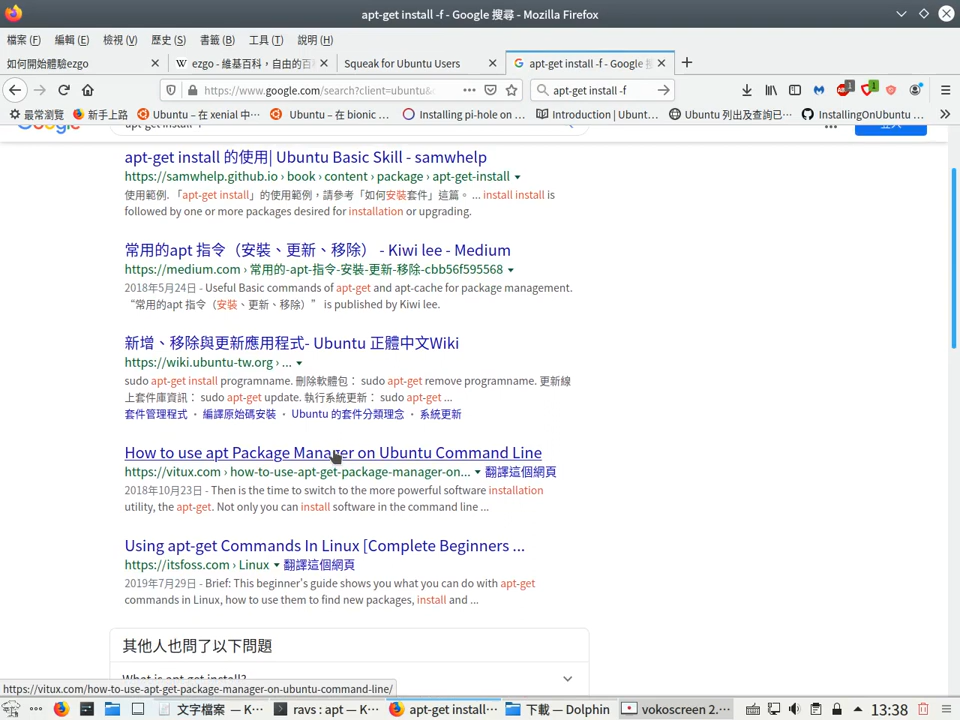 apt-get install -f - Google 搜尋 - Mozilla Firefox
檔案 (F) 編輯 (E) 檢視 (V) 歷史 (S) 書籤 (B) 工具 (T) 說明 (H)
如何開始體驗ezgo
ezgo - 維基百科，自由的百
Squeak for Ubuntu Users
apt-get install -f - Google 搜
https://www.google.com/search?client=ubuntu&
apt-get install -f
最常瀏覽 新手上路 Ubuntu – 在 xenial 中⋯ Ubuntu – 在 bionic … Installing pi-hole on … Introduction | Ubunt… Ubuntu 列出及查詢已⋯ InstallingOnUbuntu …
apt-get install 的使用| Ubuntu Basic Skill - samwhelp
https://samwhelp.github.io › book › content › package › apt-get-install
使用範例. 「apt-get install」的使用範例，請參考「如何安裝套件」這篇。 ... install install is
followed by one or more packages desired for installation or upgrading.
常用的apt 指令（安裝、更新、移除） - Kiwi lee - Medium
https://medium.com › 常用的-apt-指令-安裝-更新-移除-cbb56f595568
2018年5月24日 - Useful Basic commands of apt-get and apt-cache for package management.
“常用的apt 指令（安裝、更新、移除）” is published by Kiwi lee.
新增、移除與更新應用程式- Ubuntu 正體中文Wiki
https://wiki.ubuntu-tw.org › ...
sudo apt-get install programname. 刪除軟體包： sudo apt-get remove programname. 更新線
上套件庫資訊： sudo apt-get update. 執行系統更新： sudo apt-get ...
套件管理程式 · 編譯原始碼安裝 · Ubuntu 的套件分類理念 · 系統更新
How to use apt Package Manager on Ubuntu Command Line
https://vitux.com › how-to-use-apt-get-package-manager-on... 翻譯這個網頁
2018年10月23日 - Then is the time to switch to the more powerful software installation
utility, the apt-get. Not only you can install software in the command line ...
Using apt-get Commands In Linux [Complete Beginners ...
https://itsfoss.com › Linux 翻譯這個網頁
2019年7月29日 - Brief: This beginner's guide shows you what you can do with apt-get
commands in Linux, how to use them to find new packages, install and ...
其他人也問了以下問題
What is apt-get install?
https://vitux.com/how-to-use-apt-get-package-manager-on-ubuntu-command-line/
文字檔案 — K⋯ ravs : apt — K⋯ apt-get install⋯ 下載 — Dolphin vokoscreen 2.⋯ 13:38